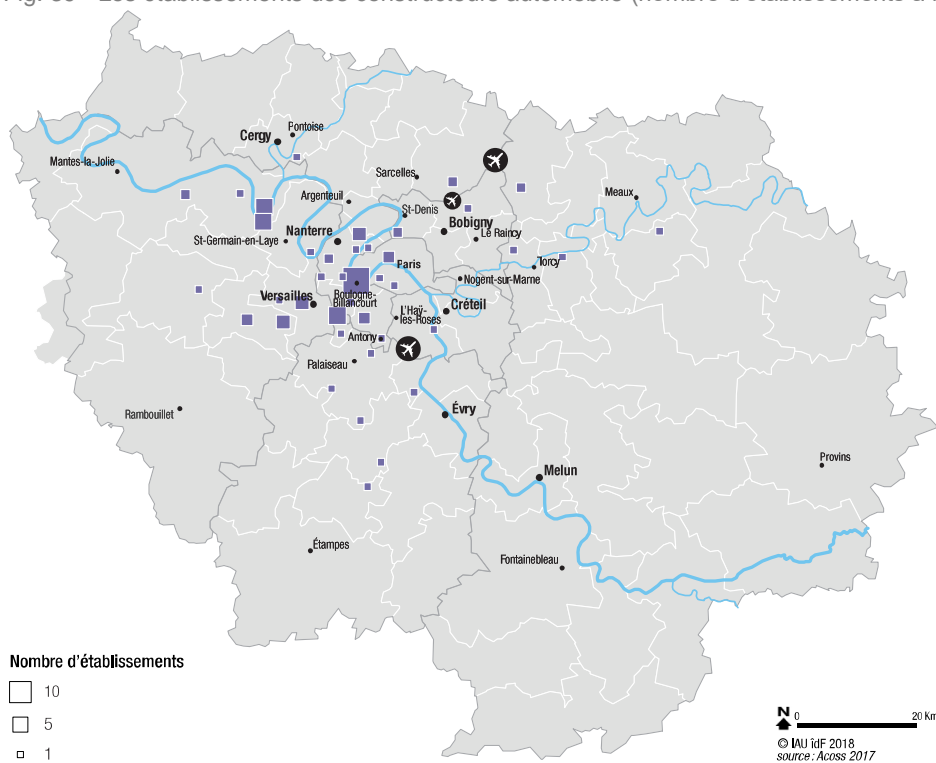 Pontoise
Cergy
Mantes-la-Jolie
Sarcelles
Meaux
Argenteuil
St-Denis
Bobigny
Nanterre
Le Raincy
St-Germain-en-Laye
Paris
Torcy
Nogent-sur-Marne
Boulogne-
Billancourt
Versailles
Créteil
L'Haÿ-
les-Roses
Antony
Palaiseau
Rambouillet
Évry
Provins
Melun
Étampes
Fontainebleau
Nombre d'établissements
10
5
1
N
0 20 Km
© IAU îdF 2018
source : Acoss 2017